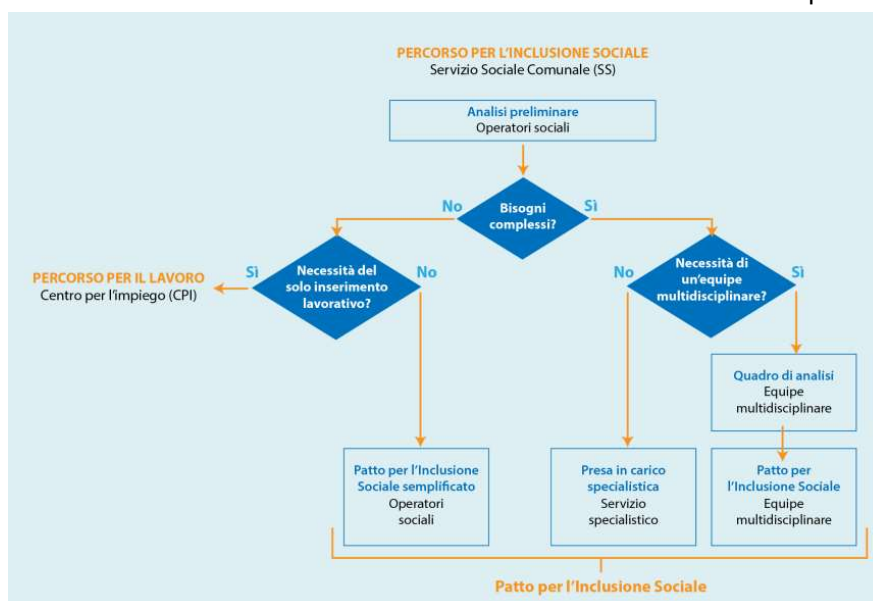 PERCORSO PER L'INCLUSIONE SOCIALE
Servizio Sociale Comunale (SS)
Analisi preliminare
Operatori sociali
No
Bisogni
complessi?
Sì
PERCORSO PER IL LAVORO
Centro per l'impiego (CPI)
Sì
Necessità del
solo inserimento
lavorativo?
No
No
Necessità di
un'equipe
multidisciplinare?
Sì
Quadro di analisi
Equipe
multidisciplinare
Patto per l'Inclusione
Sociale semplificato
Operatori
sociali
Presa in carico
specialistica
Servizio
specialistico
Patto per
l'Inclusione Sociale
Equipe
multidisciplinare
Patto per l'Inclusione Sociale